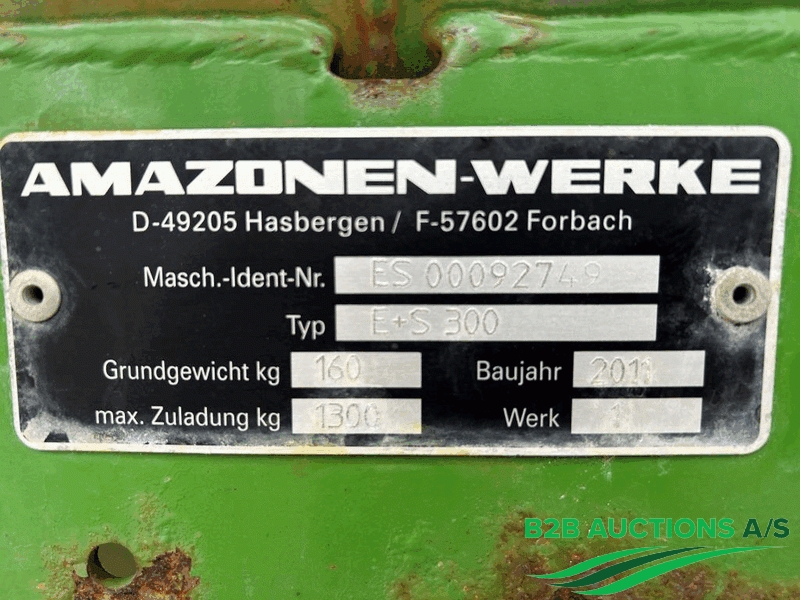 AMAZONEN-WERKE
D-49205 Hasbergen / F-57602 Forbach
Masch.-Ident-Nr. ES 00092749
Typ E+S 300
Grundgewicht kg 160 Baujahr 2011
max. Zuladung kg 1300 Werk 1
B2B AUCTIONS A/S